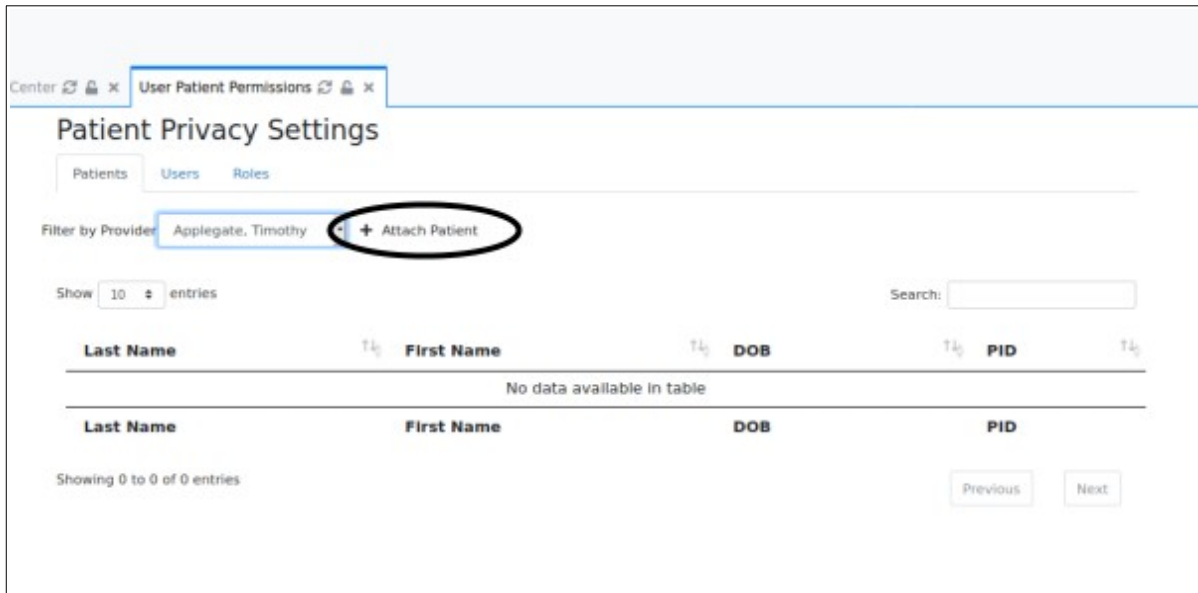 Center User Patient Permissions
Patient Privacy Settings
Patients Users Roles
Filter by Provider Applegate, Timothy + Attach Patient
Show 10 entries Search:
Last Name First Name DOB PID
No data available in table
Last Name First Name DOB PID
Showing 0 to 0 of 0 entries Previous Next